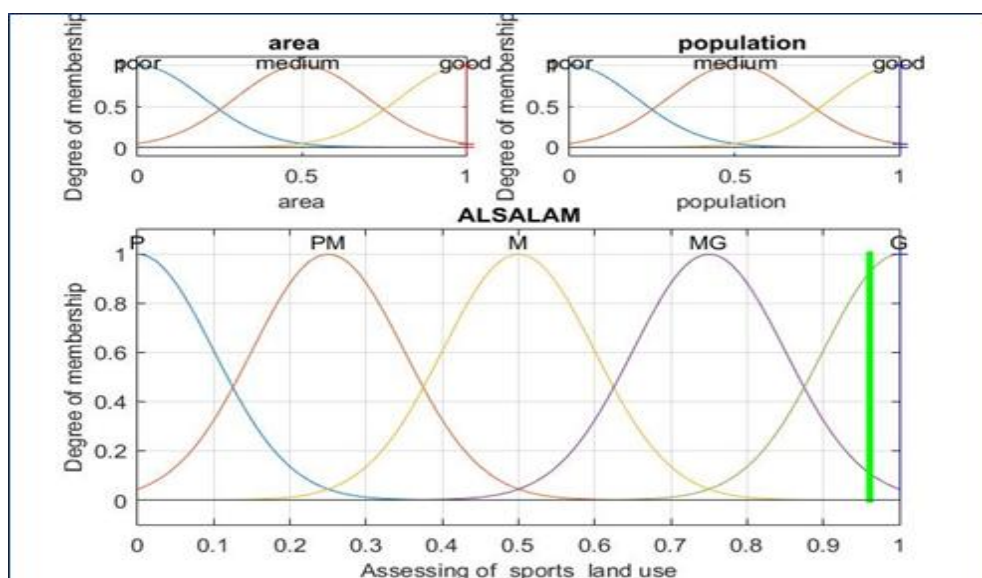 area
population
Degree of membership
poor medium good
1
0.5
0
0 0.5 1
area
Degree of membership
poor medium good
1
0.5
0
0 0.5 1
population
ALSALAM
P PM M MG G
Degree of membership
1
0.8
0.6
0.4
0.2
0
0 0.1 0.2 0.3 0.4 0.5 0.6 0.7 0.8 0.9 1
Assessing of sports land use